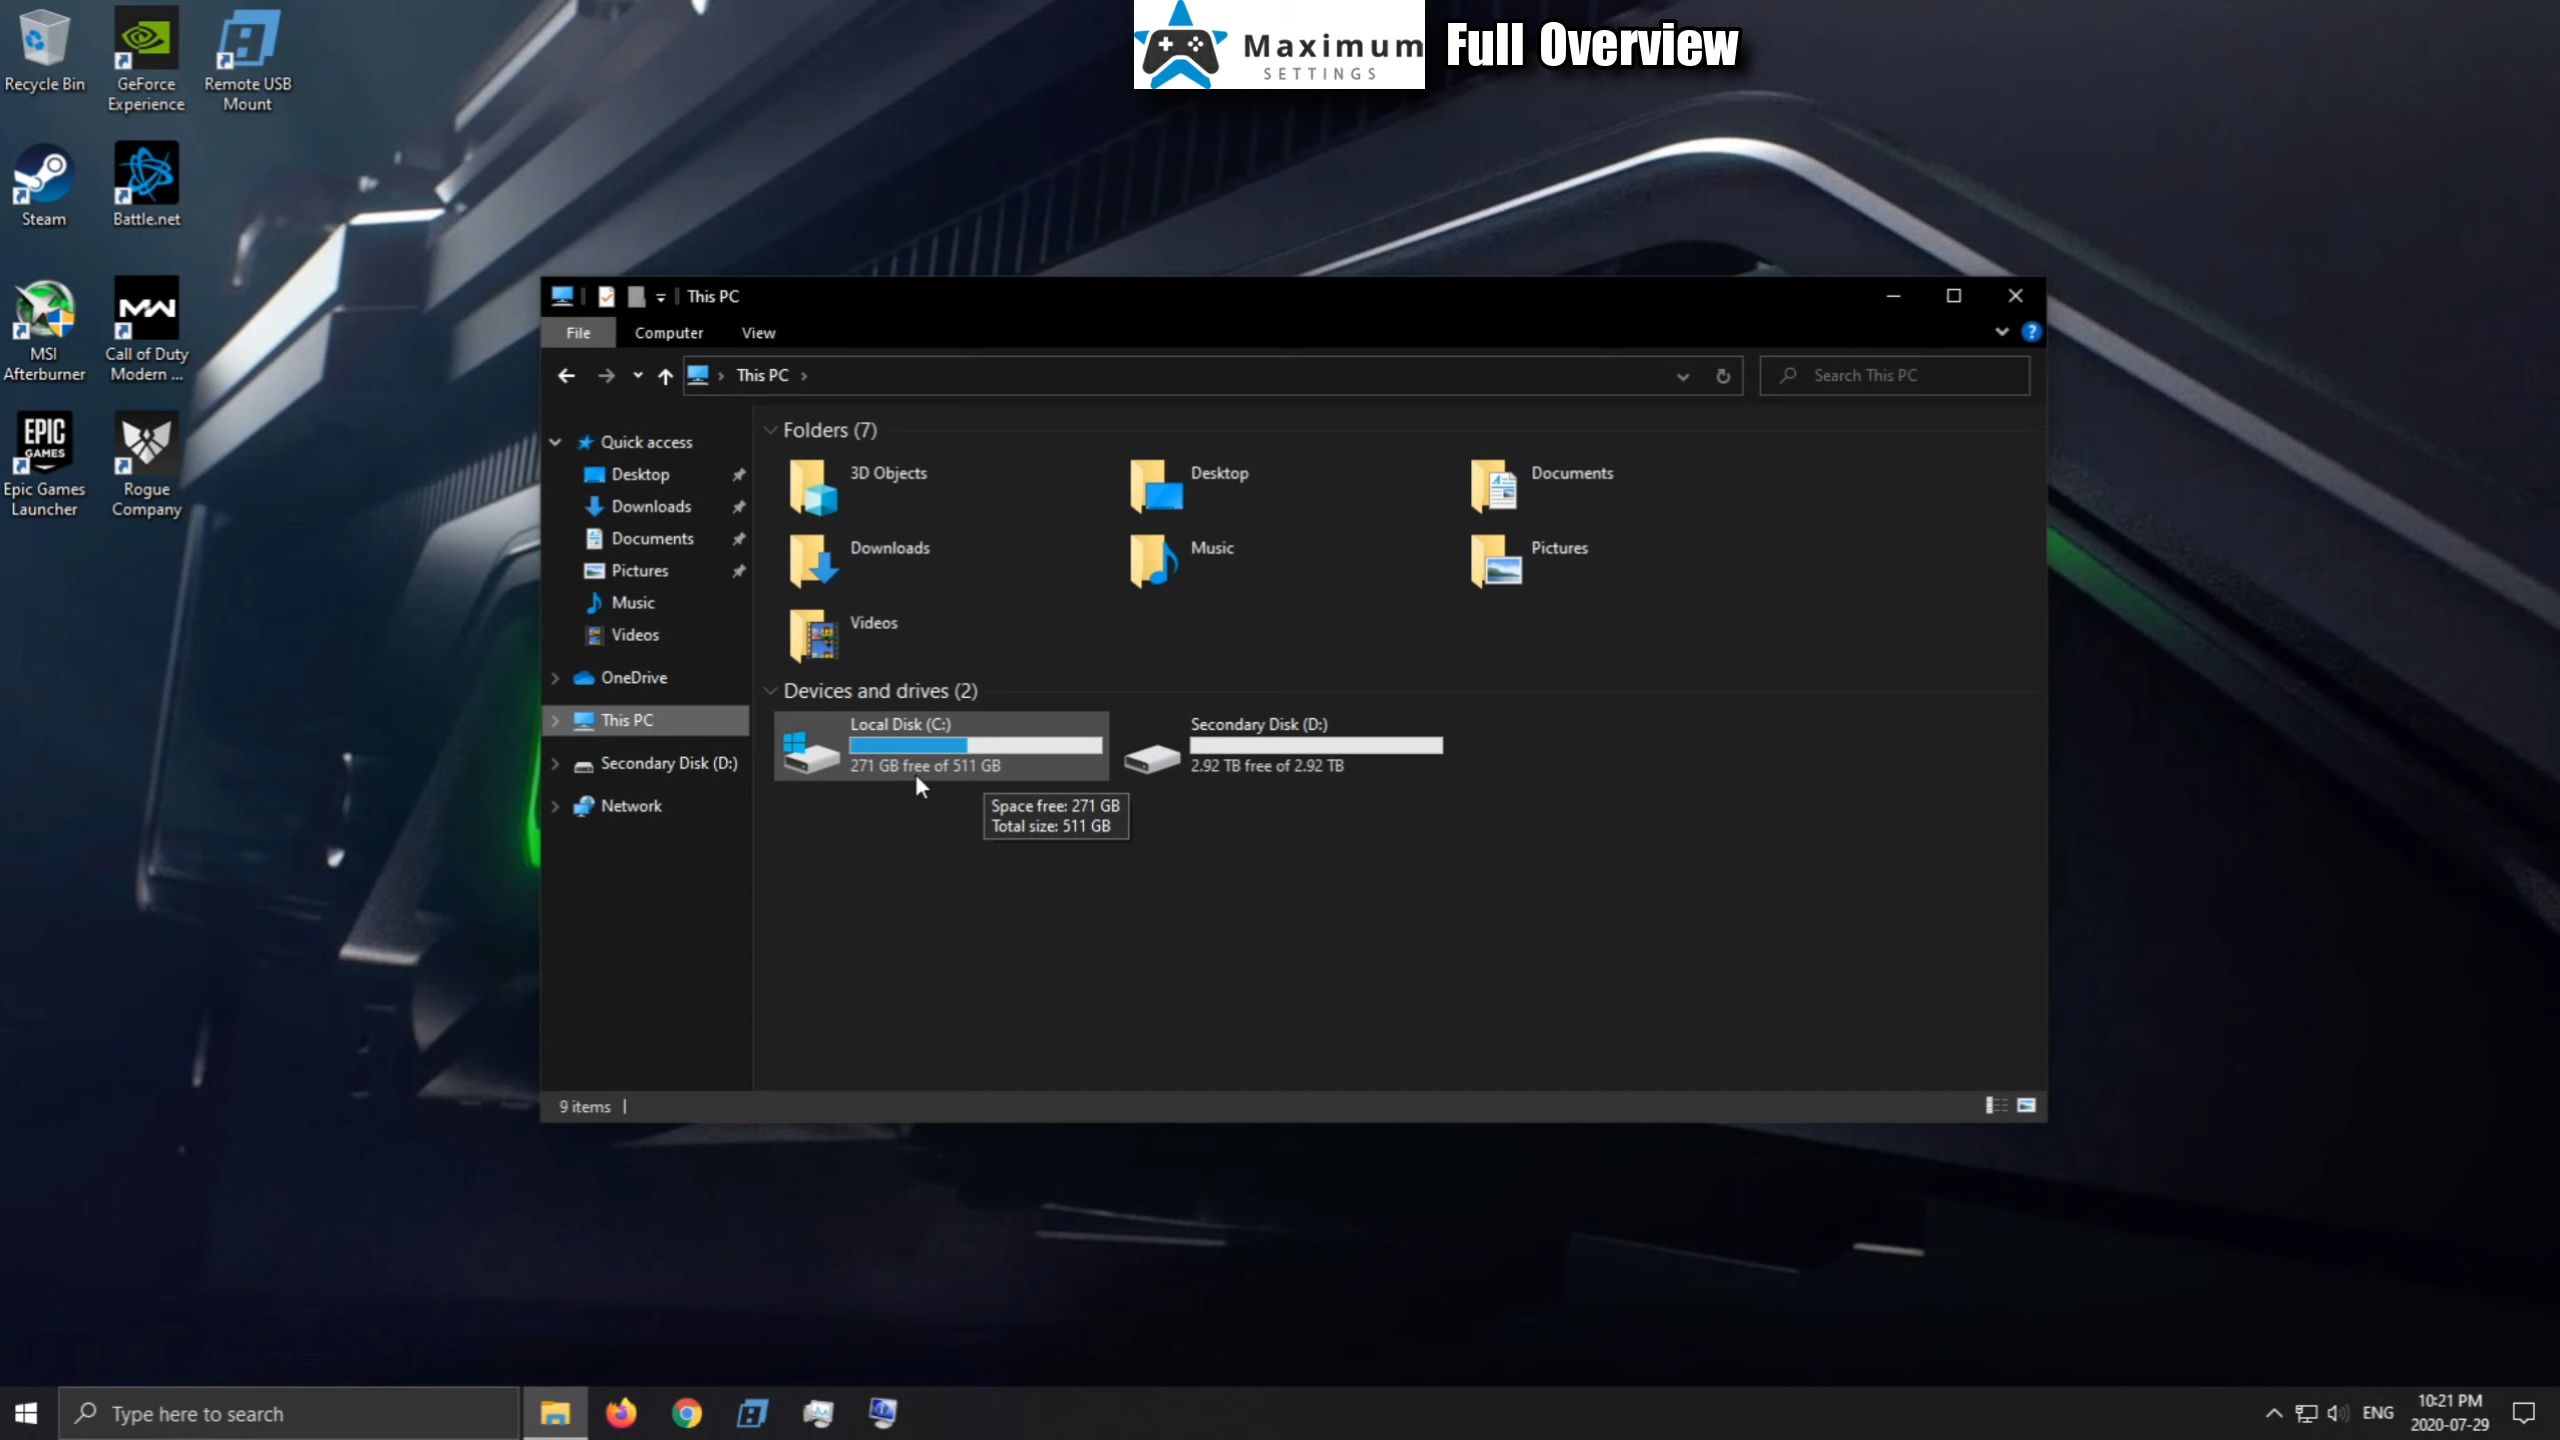 Maximum
SETTINGS
Full Overview
Recycle Bin
GeForce
Experience
Remote USB
Mount
Steam
Battle.net
MSI
Afterburner
Call of Duty
Modern ...
EPIC
GAMES
Epic Games
Launcher
Rogue
Company
This PC
File
Computer
View
?
This PC
Search This PC
Quick access
Desktop
Downloads
Documents
Pictures
Music
Videos
OneDrive
This PC
Secondary Disk (D:)
Network
Folders (7)
3D Objects
Desktop
Documents
Downloads
Music
Pictures
Videos
Devices and drives (2)
Local Disk (C:)
271 GB free of 511 GB
Secondary Disk (D:)
2.92 TB free of 2.92 TB
Space free: 271 GB
Total size: 511 GB
9 items
Type here to search
ENG
10:21 PM
2020-07-29